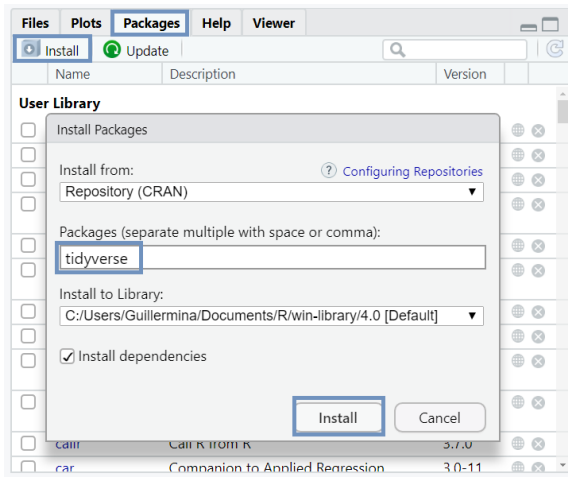 Files Plots Packages Help Viewer
Install Update
Name Description Version
User Library
Install Packages
Install from: ? Configuring Repositories
Repository (CRAN)
Packages (separate multiple with space or comma):
tidyverse
Install to Library:
C:/Users/Guillermina/Documents/R/win-library/4.0 [Default]
Install dependencies
Install Cancel
callr Call R from R 3.7.0
car Companion to Applied Regression 3.0-11